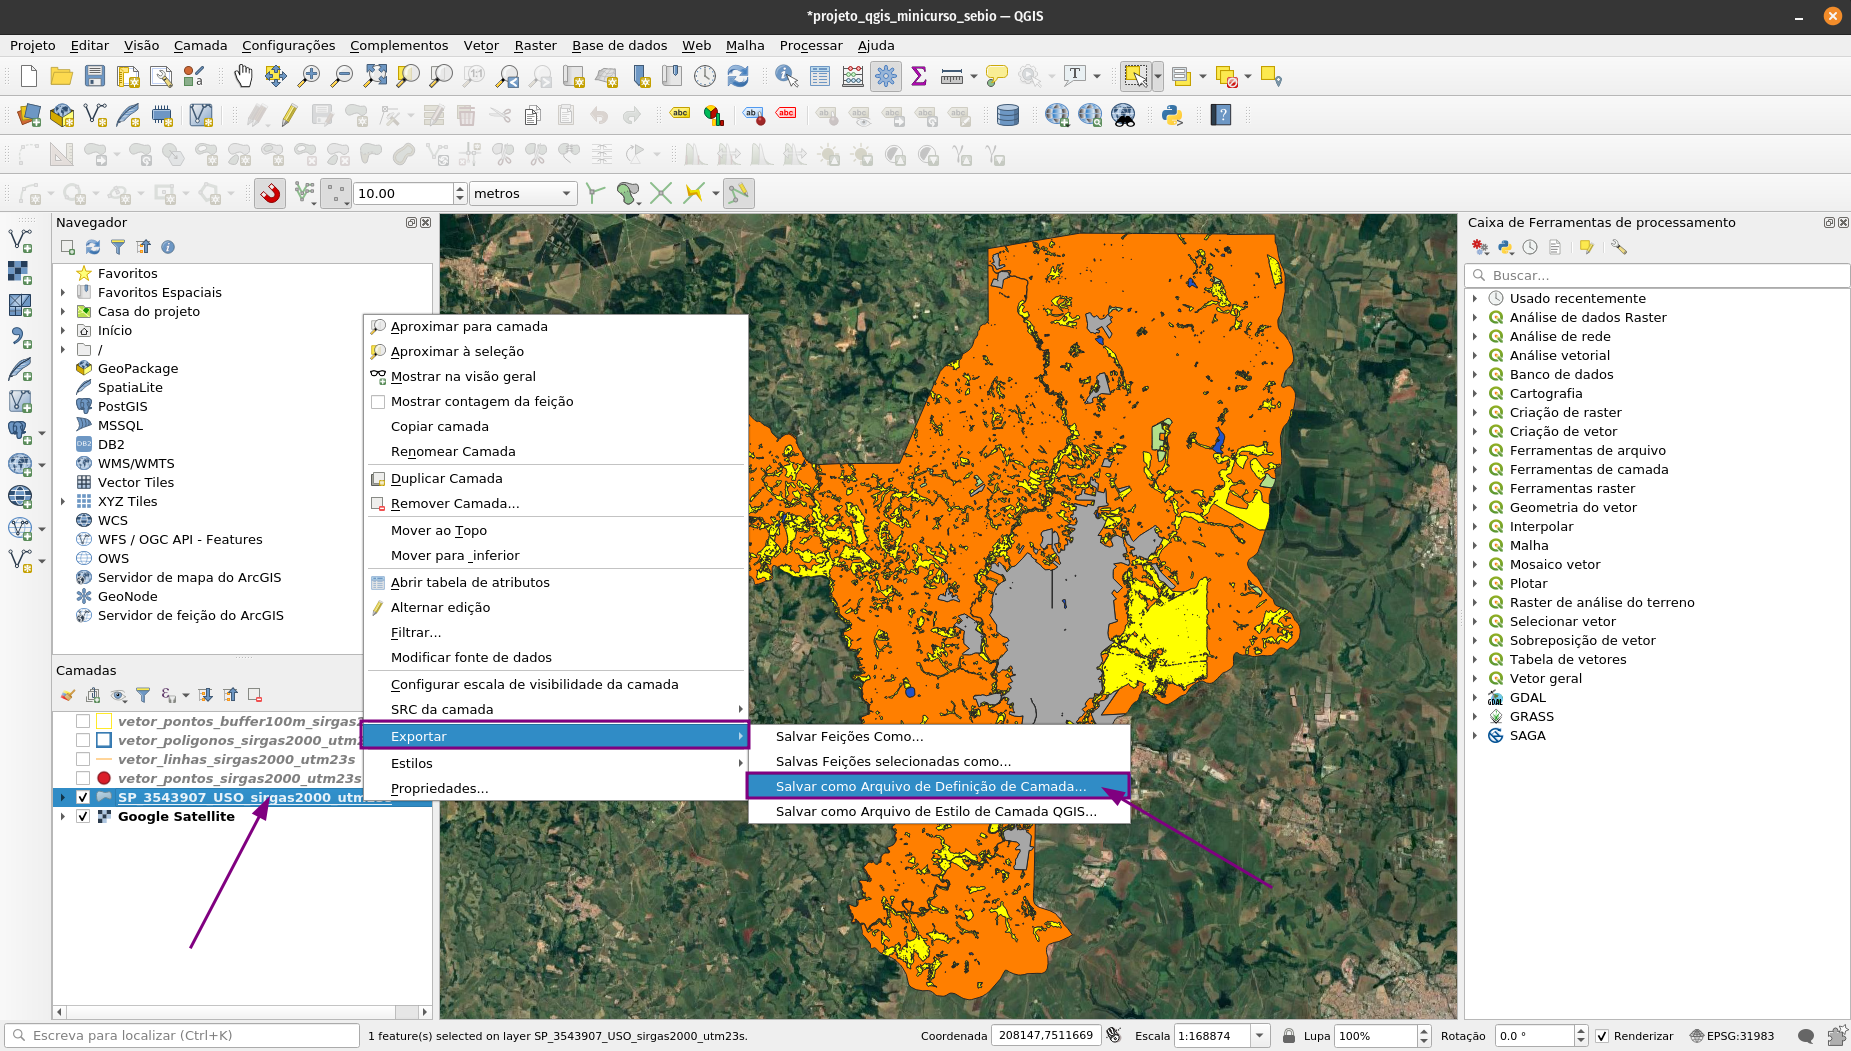 *projeto_qgis_minicurso_sebio — QGIS
Projeto Editar Visão Camada Configurações Complementos Vetor Raster Base de dados Web Malha Processar Ajuda
10.00 metros
Navegador
Favoritos
Favoritos Espaciais
Casa do projeto
Início
/
GeoPackage
SpatiaLite
PostGIS
MSSQL
DB2
WMS/WMTS
Vector Tiles
XYZ Tiles
WCS
WFS / OGC API - Features
OWS
Servidor de mapa do ArcGIS
GeoNode
Servidor de feição do ArcGIS
Camadas
vetor_pontos_buffer100m_sirgas2
vetor_poligonos_sirgas2000_utm2
vetor_linhas_sirgas2000_utm23s
vetor_pontos_sirgas2000_utm23s
SP_3543907_USO_sirgas2000_utm23s
Google Satellite
Aproximar para camada
Aproximar à seleção
Mostrar na visão geral
Mostrar contagem da feição
Copiar camada
Renomear Camada
Duplicar Camada
Remover Camada...
Mover ao Topo
Mover para _inferior
Abrir tabela de atributos
Alternar edição
Filtrar...
Modificar fonte de dados
Configurar escala de visibilidade da camada
SRC da camada
Exportar
Estilos
Propriedades...
Salvar Feições Como...
Salvas Feições selecionadas como...
Salvar como Arquivo de Definição de Camada...
Salvar como Arquivo de Estilo de Camada QGIS...
Caixa de Ferramentas de processamento
Buscar...
Usado recentemente
Análise de dados Raster
Análise de rede
Análise vetorial
Banco de dados
Cartografia
Criação de raster
Criação de vetor
Ferramentas de arquivo
Ferramentas de camada
Ferramentas raster
Geometria do vetor
Interpolar
Malha
Mosaico vetor
Plotar
Raster de análise do terreno
Selecionar vetor
Sobreposição de vetor
Tabela de vetores
Vetor geral
GDAL
GRASS
SAGA
Escreva para localizar (Ctrl+K) 1 feature(s) selected on layer SP_3543907_USO_sirgas2000_utm23s. Coordenada 208147,7511669 Escala 1:168874 Lupa 100% Rotação 0.0 ° Renderizar EPSG:31983